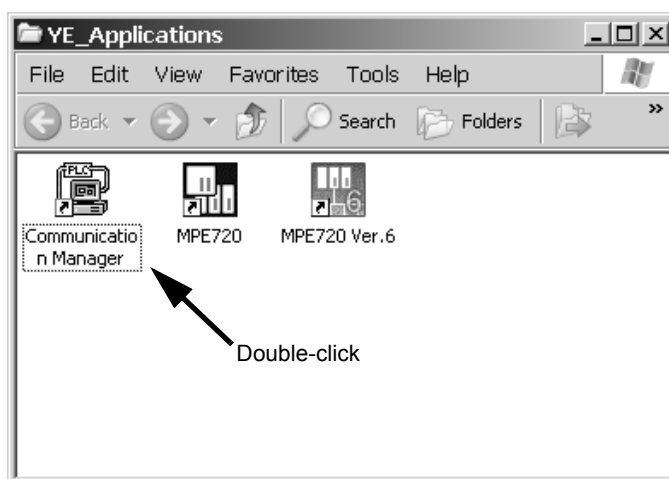 YE_Applications
File Edit View Favorites Tools Help
Back Search Folders »
PLC
L6
Communicatio
n Manager
MPE720
MPE720 Ver.6
Double-click